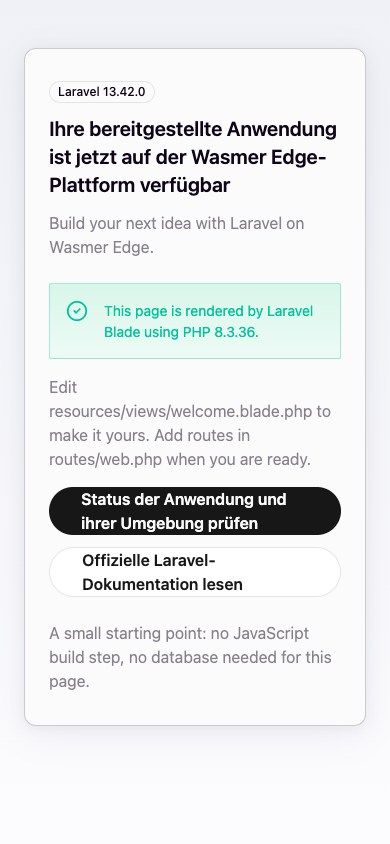 Laravel 13.42.0
Ihre bereitgestellte Anwendung
ist jetzt auf der Wasmer Edge-
Plattform verfügbar
Build your next idea with Laravel on
Wasmer Edge.
This page is rendered by Laravel
Blade using PHP 8.3.36.
Edit
resources/views/welcome.blade.php to
make it yours. Add routes in
routes/web.php when you are ready.
Status der Anwendung und
ihrer Umgebung prüfen
Offizielle Laravel-
Dokumentation lesen
A small starting point: no JavaScript
build step, no database needed for this
page.